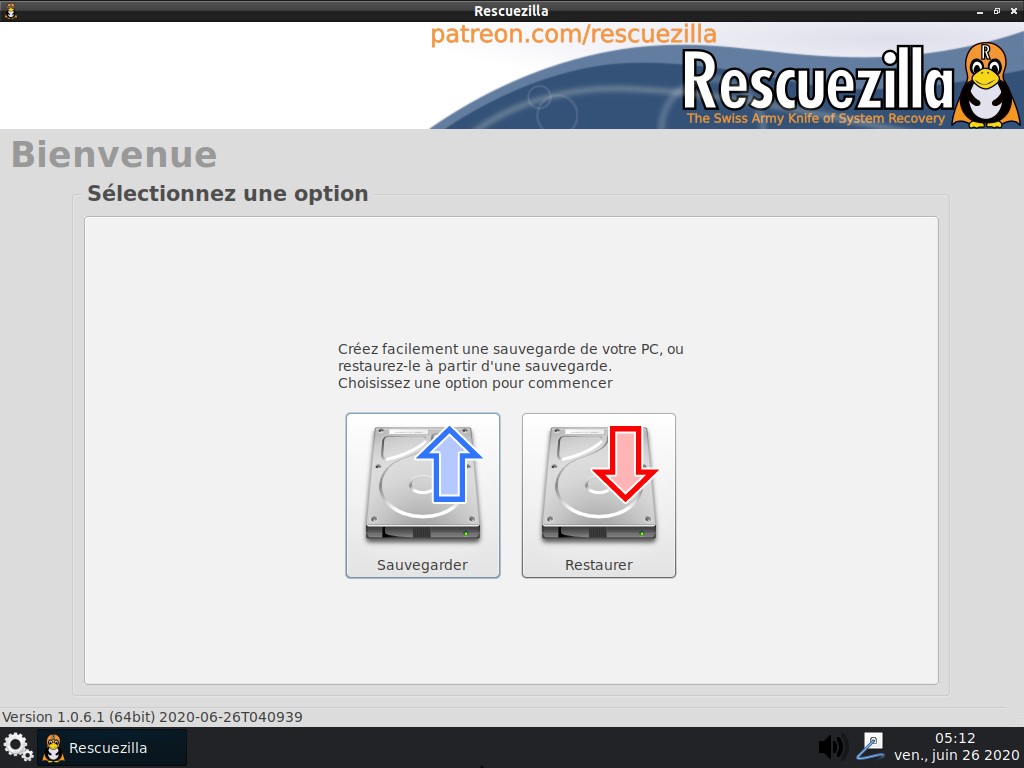 Rescuezilla
patreon.com/rescuezilla
R
Rescuezilla
The Swiss Army Knife of System Recovery
Bienvenue
Sélectionnez une option
Créez facilement une sauvegarde de votre PC, ou
restaurez-le à partir d'une sauvegarde.
Choisissez une option pour commencer
Sauvegarder
Restaurer
Version 1.0.6.1 (64bit) 2020-06-26T040939
Rescuezilla
05:12
ven., juin 26 2020